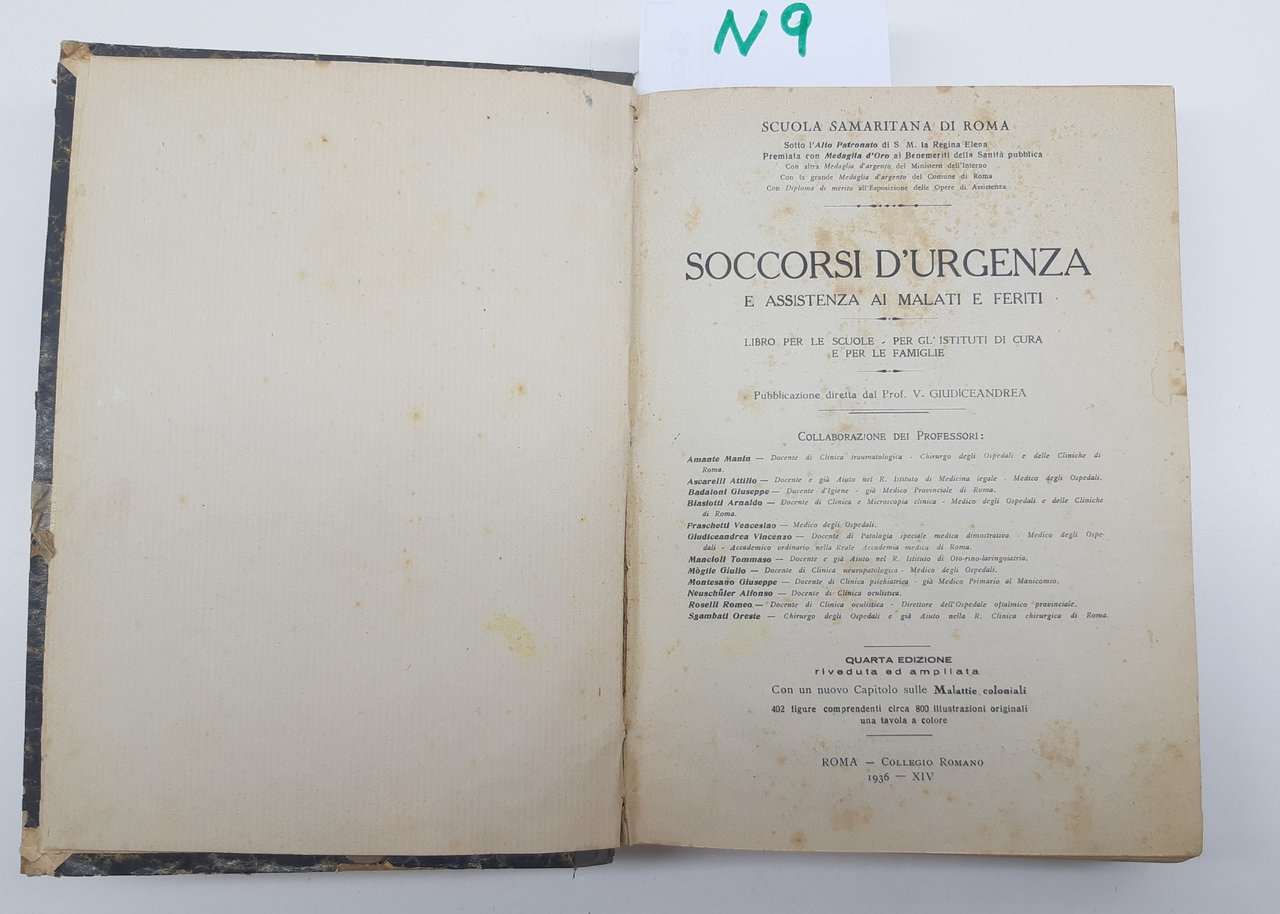 N 9
SCUOLA SAMARITANA DI ROMA
Sotto l'Alto Patronato di S. M. la Regina Elena
Premiata con Medaglia d'Oro ai Benemeriti della Sanità pubblica
Con altra Medaglia d'argento del Ministero dell'Interno
Con la grande Medaglia d'argento del Comune di Roma
Con Diploma di merito all'Esposizione delle Opere di Assistenza
SOCCORSI D'URGENZA
E ASSISTENZA AI MALATI E FERITI
LIBRO PER LE SCUOLE - PER GL'ISTITUTI DI CURA
E PER LE FAMIGLIE
Pubblicazione diretta dal Prof. V. GIUDICEANDREA
COLLABORAZIONE DEI PROFESSORI:
Amante Manin — Docente di Clinica traumatologica - Chirurgo degli Ospedali e delle Cliniche di
Roma.
Ascarelli Attilio — Docente e già Aiuto nel R. Istituto di Medicina legale - Medico degli Ospedali.
Badaloni Giuseppe — Docente d'Igiene - già Medico Provinciale di Roma.
Blasiotti Arnaldo — Docente di Clinica e Microscopia clinica - Medico degli Ospedali e delle Cliniche
di Roma.
Fraschetti Venceslao — Medico degli Ospedali.
Giudiceandrea Vincenzo — Docente di Patologia speciale medica dimostrativa - Medico degli Ospe-
dali - Accademico ordinario nella Reale Accademia medica di Roma.
Mancioli Tommaso — Docente e già Aiuto nel R. Istituto di Oto-rino-laringoiatria.
Mògtle Giulio — Docente di Clinica neuropatologica - Medico degli Ospedali.
Montesano Giuseppe — Docente di Clinica psichiatrica - già Medico Primario al Manicomio.
Neuschüler Alfonso — Docente di Clinica oculistica.
Roselli Romeo — Docente di Clinica oculistica - Direttore dell'Ospedale oftalmico provinciale.
Sgambati Oreste — Chirurgo degli Ospedali e già Aiuto nella R. Clinica chirurgica di Roma.
QUARTA EDIZIONE
riveduta ed ampliata
Con un nuovo Capitolo sulle Malattie coloniali
402 figure comprendenti circa 800 illustrazioni originali
una tavola a colore
ROMA — COLLEGIO ROMANO
1936 — XIV